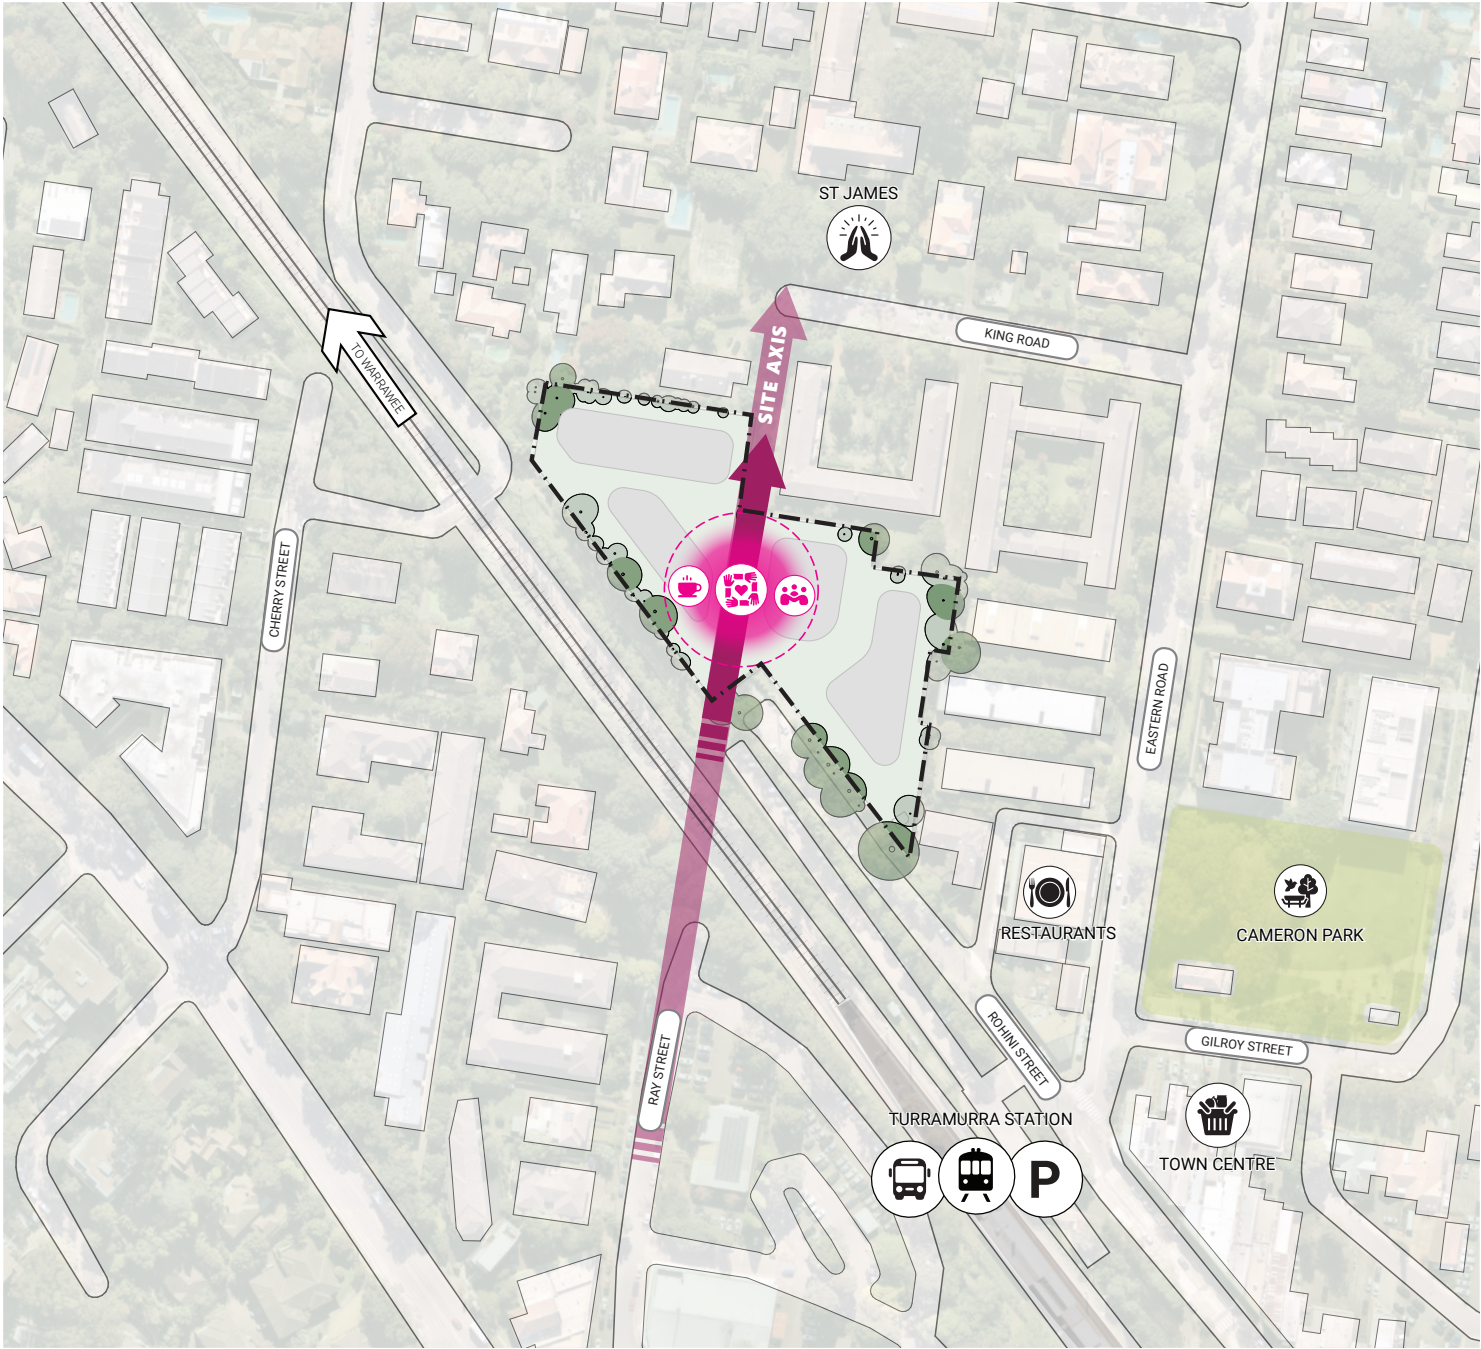 ST JAMES
SITE AXIS
KING ROAD
TO WARRAWEE
CHERRY STREET
EASTERN ROAD
RESTAURANTS
CAMERON PARK
ROHINI STREET
GILROY STREET
RAY STREET
TURRAMURRA STATION
P
TOWN CENTRE